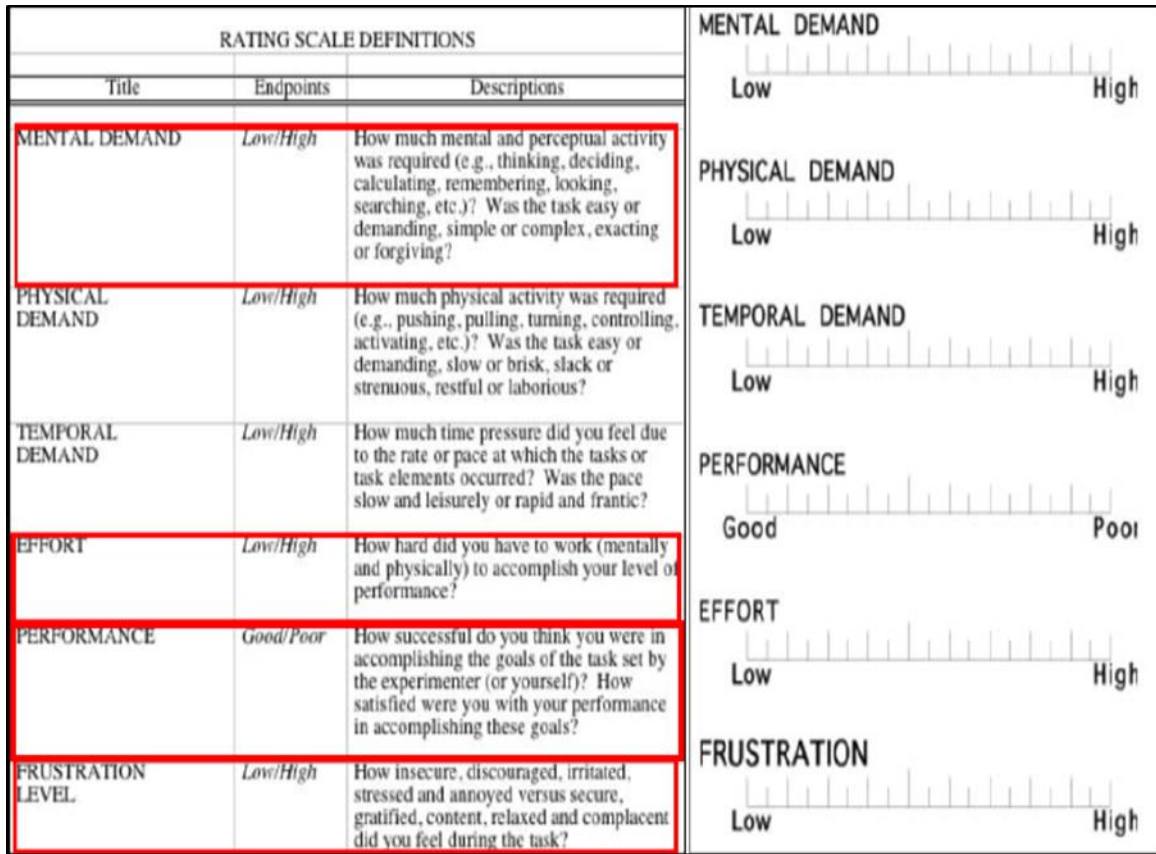 RATING SCALE DEFINITIONS
Title Endpoints Descriptions
MENTAL DEMAND Low/High How much mental and perceptual activity
was required (e.g., thinking, deciding,
calculating, remembering, looking,
searching, etc.)? Was the task easy or
demanding, simple or complex, exacting
or forgiving?
PHYSICAL Low/High How much physical activity was required
DEMAND (e.g., pushing, pulling, turning, controlling,
activating, etc.)? Was the task easy or
demanding, slow or brisk, slack or
strenuous, restful or laborious?
TEMPORAL Low/High How much time pressure did you feel due
DEMAND to the rate or pace at which the tasks or
task elements occurred? Was the pace
slow and leisurely or rapid and frantic?
EFFORT Low/High How hard did you have to work (mentally
and physically) to accomplish your level of
performance?
PERFORMANCE Good/Poor How successful do you think you were in
accomplishing the goals of the task set by
the experimenter (or yourself)? How
satisfied were you with your performance
in accomplishing these goals?
FRUSTRATION Low/High How insecure, discouraged, irritated,
LEVEL stressed and annoyed versus secure,
gratified, content, relaxed and complacent
did you feel during the task?
MENTAL DEMAND
Low High
PHYSICAL DEMAND
Low High
TEMPORAL DEMAND
Low High
PERFORMANCE
Good Poor
EFFORT
Low High
FRUSTRATION
Low High